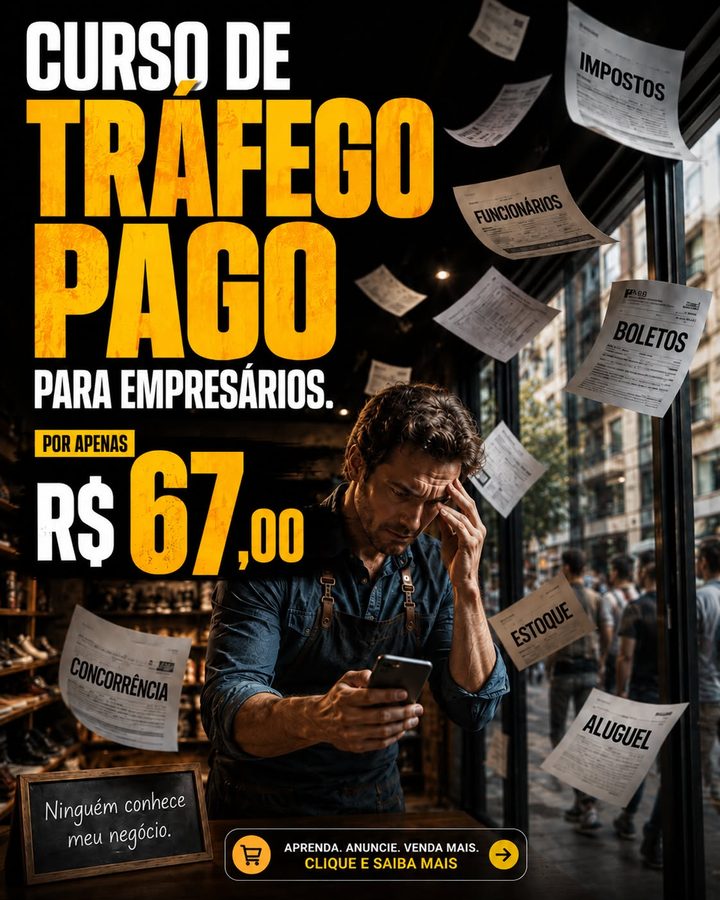 CURSO DE
TRÁFEGO
PAGO
PARA EMPRESÁRIOS.
POR APENAS
R$ 67,00
IMPOSTOS
FUNCIONÁRIOS
BOLETOS
ESTOQUE
CONCORRÊNCIA
ALUGUEL
Ninguém conhece
meu negócio.
APRENDA. ANUNCIE. VENDA MAIS.
CLIQUE E SAIBA MAIS